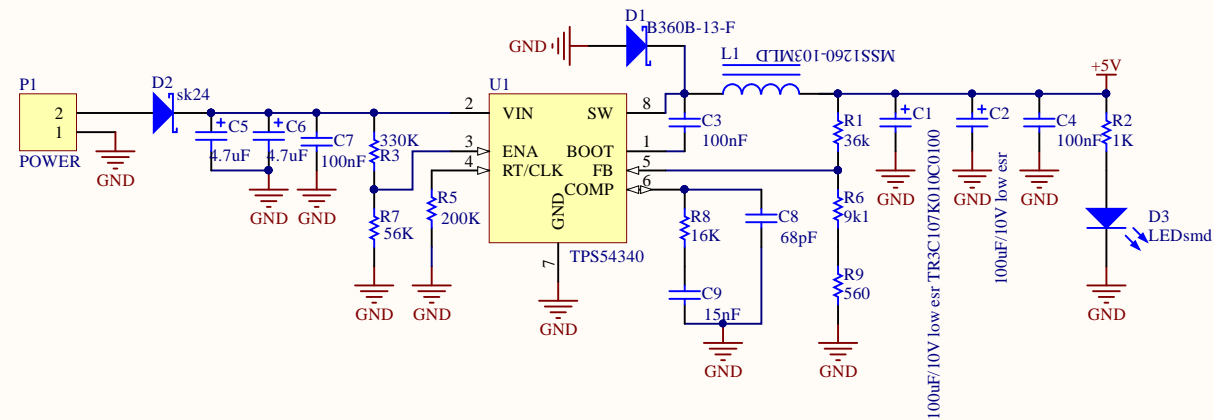 P1
2
1
POWER
GND
D2
sk24
C5
4.7uF
C6
4.7uF
GND
C7
100nF
GND
330K
R3
R7
56K
GND
R5
200K
GND
U1
2
VIN
3
ENA
4
RT/CLK
SW
8
BOOT
1
FB
5
COMP
6
GND
7
TPS54340
GND
D1
B360B-13-F
GND
L1
MSS1260-103MLD
C3
100nF
R8
16K
C9
15nF
C8
68pF
GND
R1
36k
R6
9k1
R9
560
GND
C1
GND
100uF/10V low esr TR3C107K010C0100
C2
GND
100uF/10V low esr
C4
100nF
GND
+5V
R2
1K
D3
LEDsmd
GND